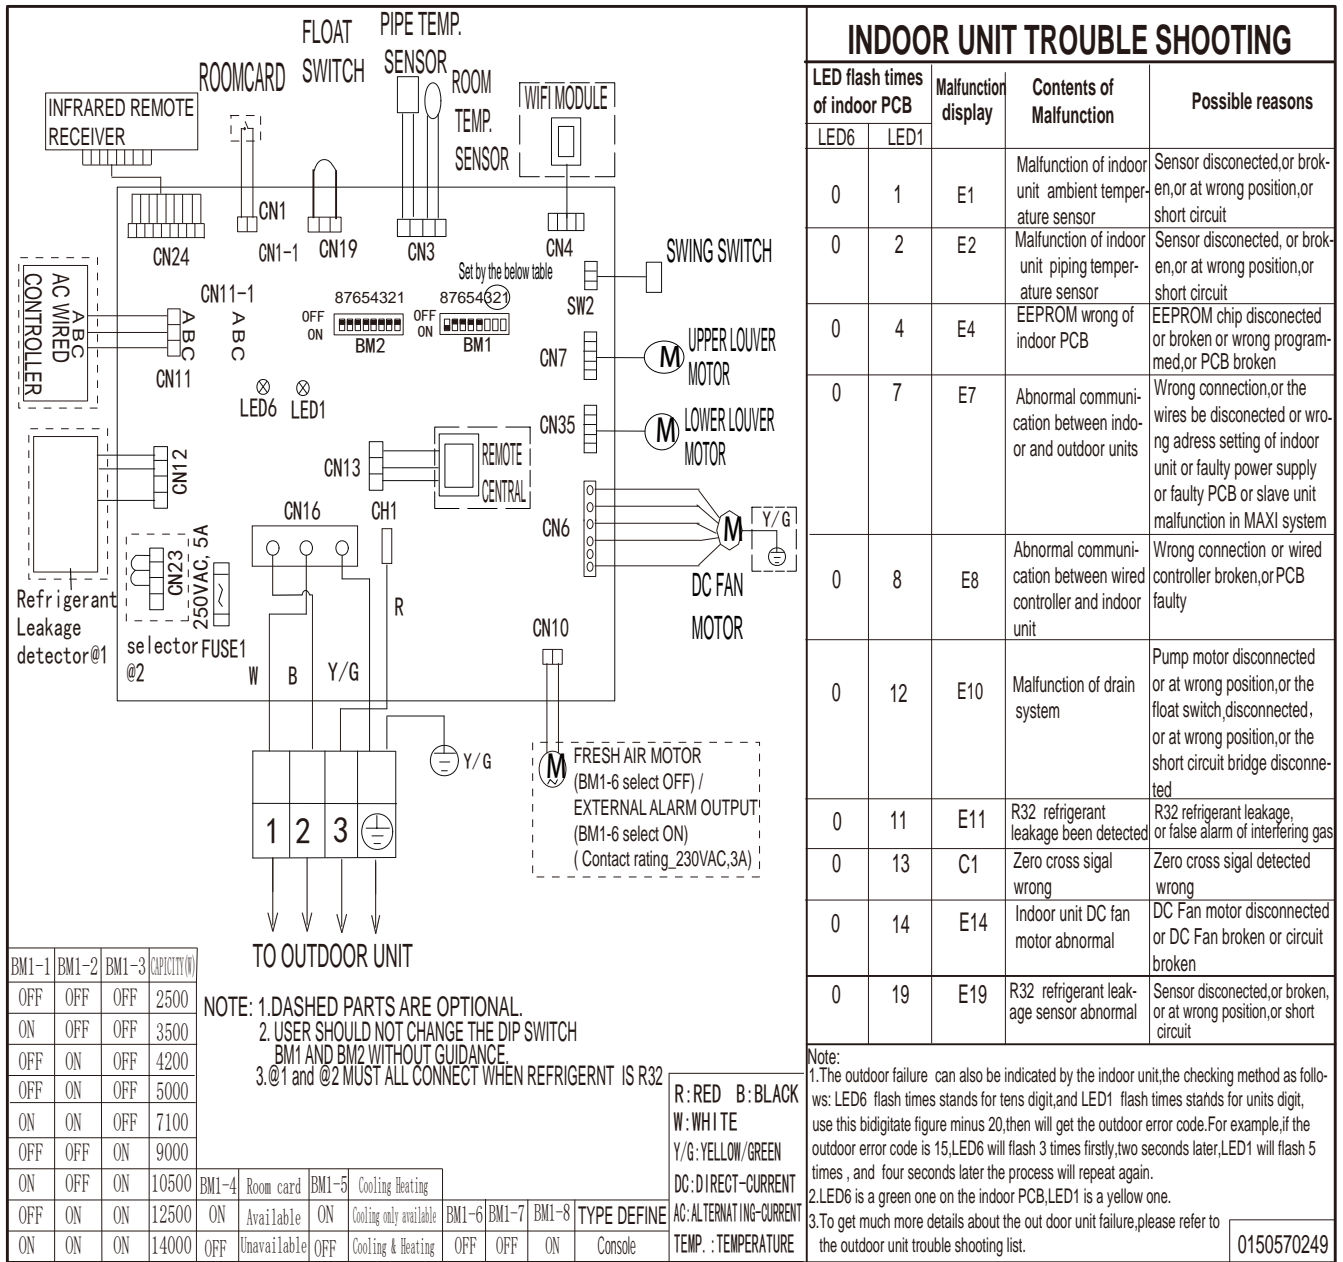 FLOAT
SWITCH
PIPE TEMP.
SENSOR
ROOMCARD
ROOM
TEMP.
SENSOR
WIFI MODULE
INFRARED REMOTE
RECEIVER
CN1
CN24
CN1-1
CN19
CN3
CN4
SWING SWITCH
Set by the below table
SW2
AC WIRED
CONTROLLER
A B C
A B C
CN11
CN11-1
A B C
87654321
OFF
ON
BM2
87654321
OFF
ON
BM1
CN7
M
UPPER LOUVER
MOTOR
LED6
LED1
CN35
M
LOWER LOUVER
MOTOR
CN12
CN13
REMOTE
CENTRAL
CN16
CH1
CN6
M
Y/G
DC FAN
MOTOR
Refrigerant
Leakage
detector@1
CN23
selector
@2
250VAC, 5A
FUSE1
R
W
B
Y/G
CN10
Y/G
M
FRESH AIR MOTOR
(BM1-6 select OFF) /
EXTERNAL ALARM OUTPUT
(BM1-6 select ON)
( Contact rating_230VAC,3A)
1 2 3
TO OUTDOOR UNIT
NOTE: 1.DASHED PARTS ARE OPTIONAL.
2. USER SHOULD NOT CHANGE THE DIP SWITCH
BM1 AND BM2 WITHOUT GUIDANCE.
3.@1 and @2 MUST ALL CONNECT WHEN REFRIGERNT IS R32
BM1-1 BM1-2 BM1-3 CAPICITY(W)
OFF OFF OFF 2500
ON OFF OFF 3500
OFF ON OFF 4200
OFF ON OFF 5000
ON ON OFF 7100
OFF OFF ON 9000
ON OFF ON 10500
OFF ON ON 12500
ON ON ON 14000
BM1-4 Room card BM1-5 Cooling Heating
ON Available ON Cooling only available
OFF Unavailable OFF Cooling & Heating
BM1-6 BM1-7 BM1-8 TYPE DEFINE
OFF OFF ON Console
R:RED B:BLACK
W:WHITE
Y/G:YELLOW/GREEN
DC:DIRECT-CURRENT
AC:ALTERNATING-CURRENT
TEMP.:TEMPERATURE
INDOOR UNIT TROUBLE SHOOTING
LED flash times
of indoor PCB
Malfunction
display
Contents of
Malfunction
Possible reasons
LED6 LED1
0 1 E1
Malfunction of indoor
unit ambient temper-
ature sensor
Sensor disconected,or brok-
en,or at wrong position,or
short circuit
0 2 E2
Malfunction of indoor
unit piping temper-
ature sensor
Sensor disconected, or brok-
en,or at wrong position,or
short circuit
0 4 E4
EEPROM wrong of
indoor PCB
EEPROM chip disconected
or broken or wrong program-
med,or PCB broken
0 7 E7
Abnormal communi-
cation between indo-
or and outdoor units
Wrong connection,or the
wires be disconected or wro-
ng adress setting of indoor
unit or faulty power supply
or faulty PCB or slave unit
malfunction in MAXI system
0 8 E8
Abnormal communi-
cation between wired
controller and indoor
unit
Wrong connection or wired
controller broken,or PCB
faulty
0 12 E10
Malfunction of drain
system
Pump motor disconnected
or at wrong position,or the
float switch,disconnected,
or at wrong position,or the
short circuit bridge disconne-
ted
0 11 E11
R32 refrigerant
leakage been detected
R32 refrigerant leakage,
or false alarm of interfering gas
0 13 C1
Zero cross sigal
wrong
Zero cross sigal detected
wrong
0 14 E14
Indoor unit DC fan
motor abnormal
DC Fan motor disconnected
or DC Fan broken or circuit
broken
0 19 E19
R32 refrigerant leak-
age sensor abnormal
Sensor disconected,or broken,
or at wrong position,or short
circuit
Note:
1.The outdoor failure can also be indicated by the indoor unit,the checking method as follo-
ws: LED6 flash times stands for tens digit,and LED1 flash times stands for units digit,
use this bidigitate figure minus 20,then will get the outdoor error code.For example,if the
outdoor error code is 15,LED6 will flash 3 times firstly,two seconds later,LED1 will flash 5
times , and four seconds later the process will repeat again.
2.LED6 is a green one on the indoor PCB,LED1 is a yellow one.
3.To get much more details about the out door unit failure,please refer to
the outdoor unit trouble shooting list.
0150570249